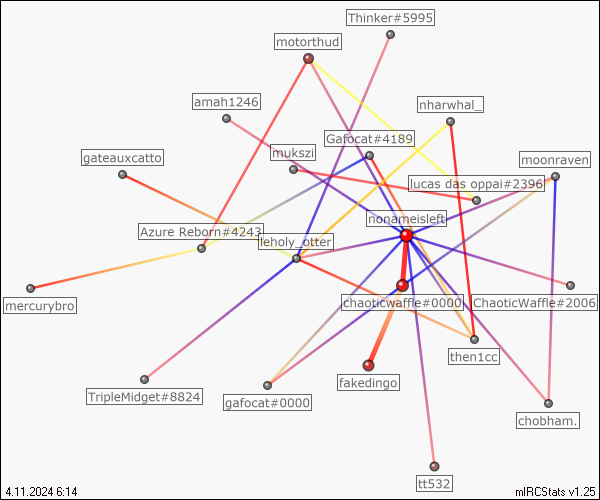 Thinker#5995
motorthud
amah1246
nharwhal_
Gafocat#4189
mukszi
gateauxcatto
moonraven
lucas das oppai#2396
nonameisleft
Azure Reborn#4243
lleholy_otter
mercurybro
chaoticwaffle#0000
ChaoticWaffle#2006
then1cc
fakedingo
TripleMidget#8824
gafocat#0000
chobham.
tt532
4.11.2024 6:14
mIRCStats v1.25